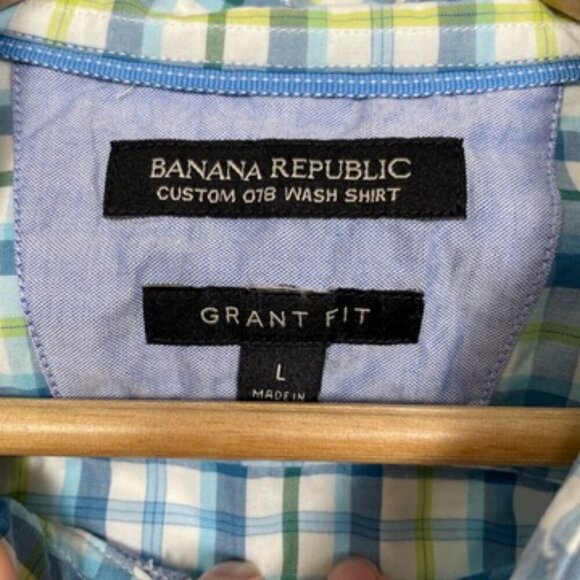 BANANA REPUBLIC
CUSTOM 078 WASH SHIRT
GRANT FIT
L
MADE IN